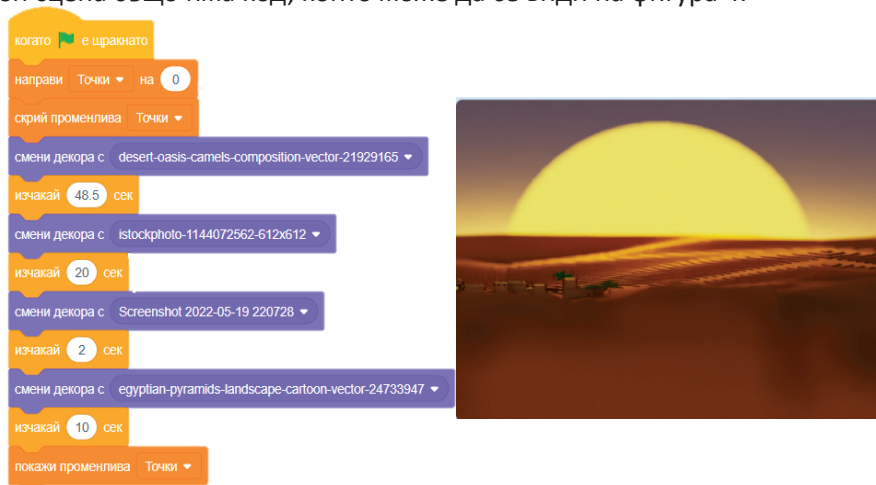 когато е щракнато
направи Точки на 0
скрий променлива Точки
смени декора с desert-oasis-camels-composition-vector-21929165
изчакай 48.5 сек
смени декора с istockphoto-1144072562-612x612
изчакай 20 сек
смени декора с Screenshot 2022-05-19 220728
изчакай 2 сек
смени декора с egyptian-pyramids-landscape-cartoon-vector-24733947
изчакай 10 сек
покажи променлива Точки